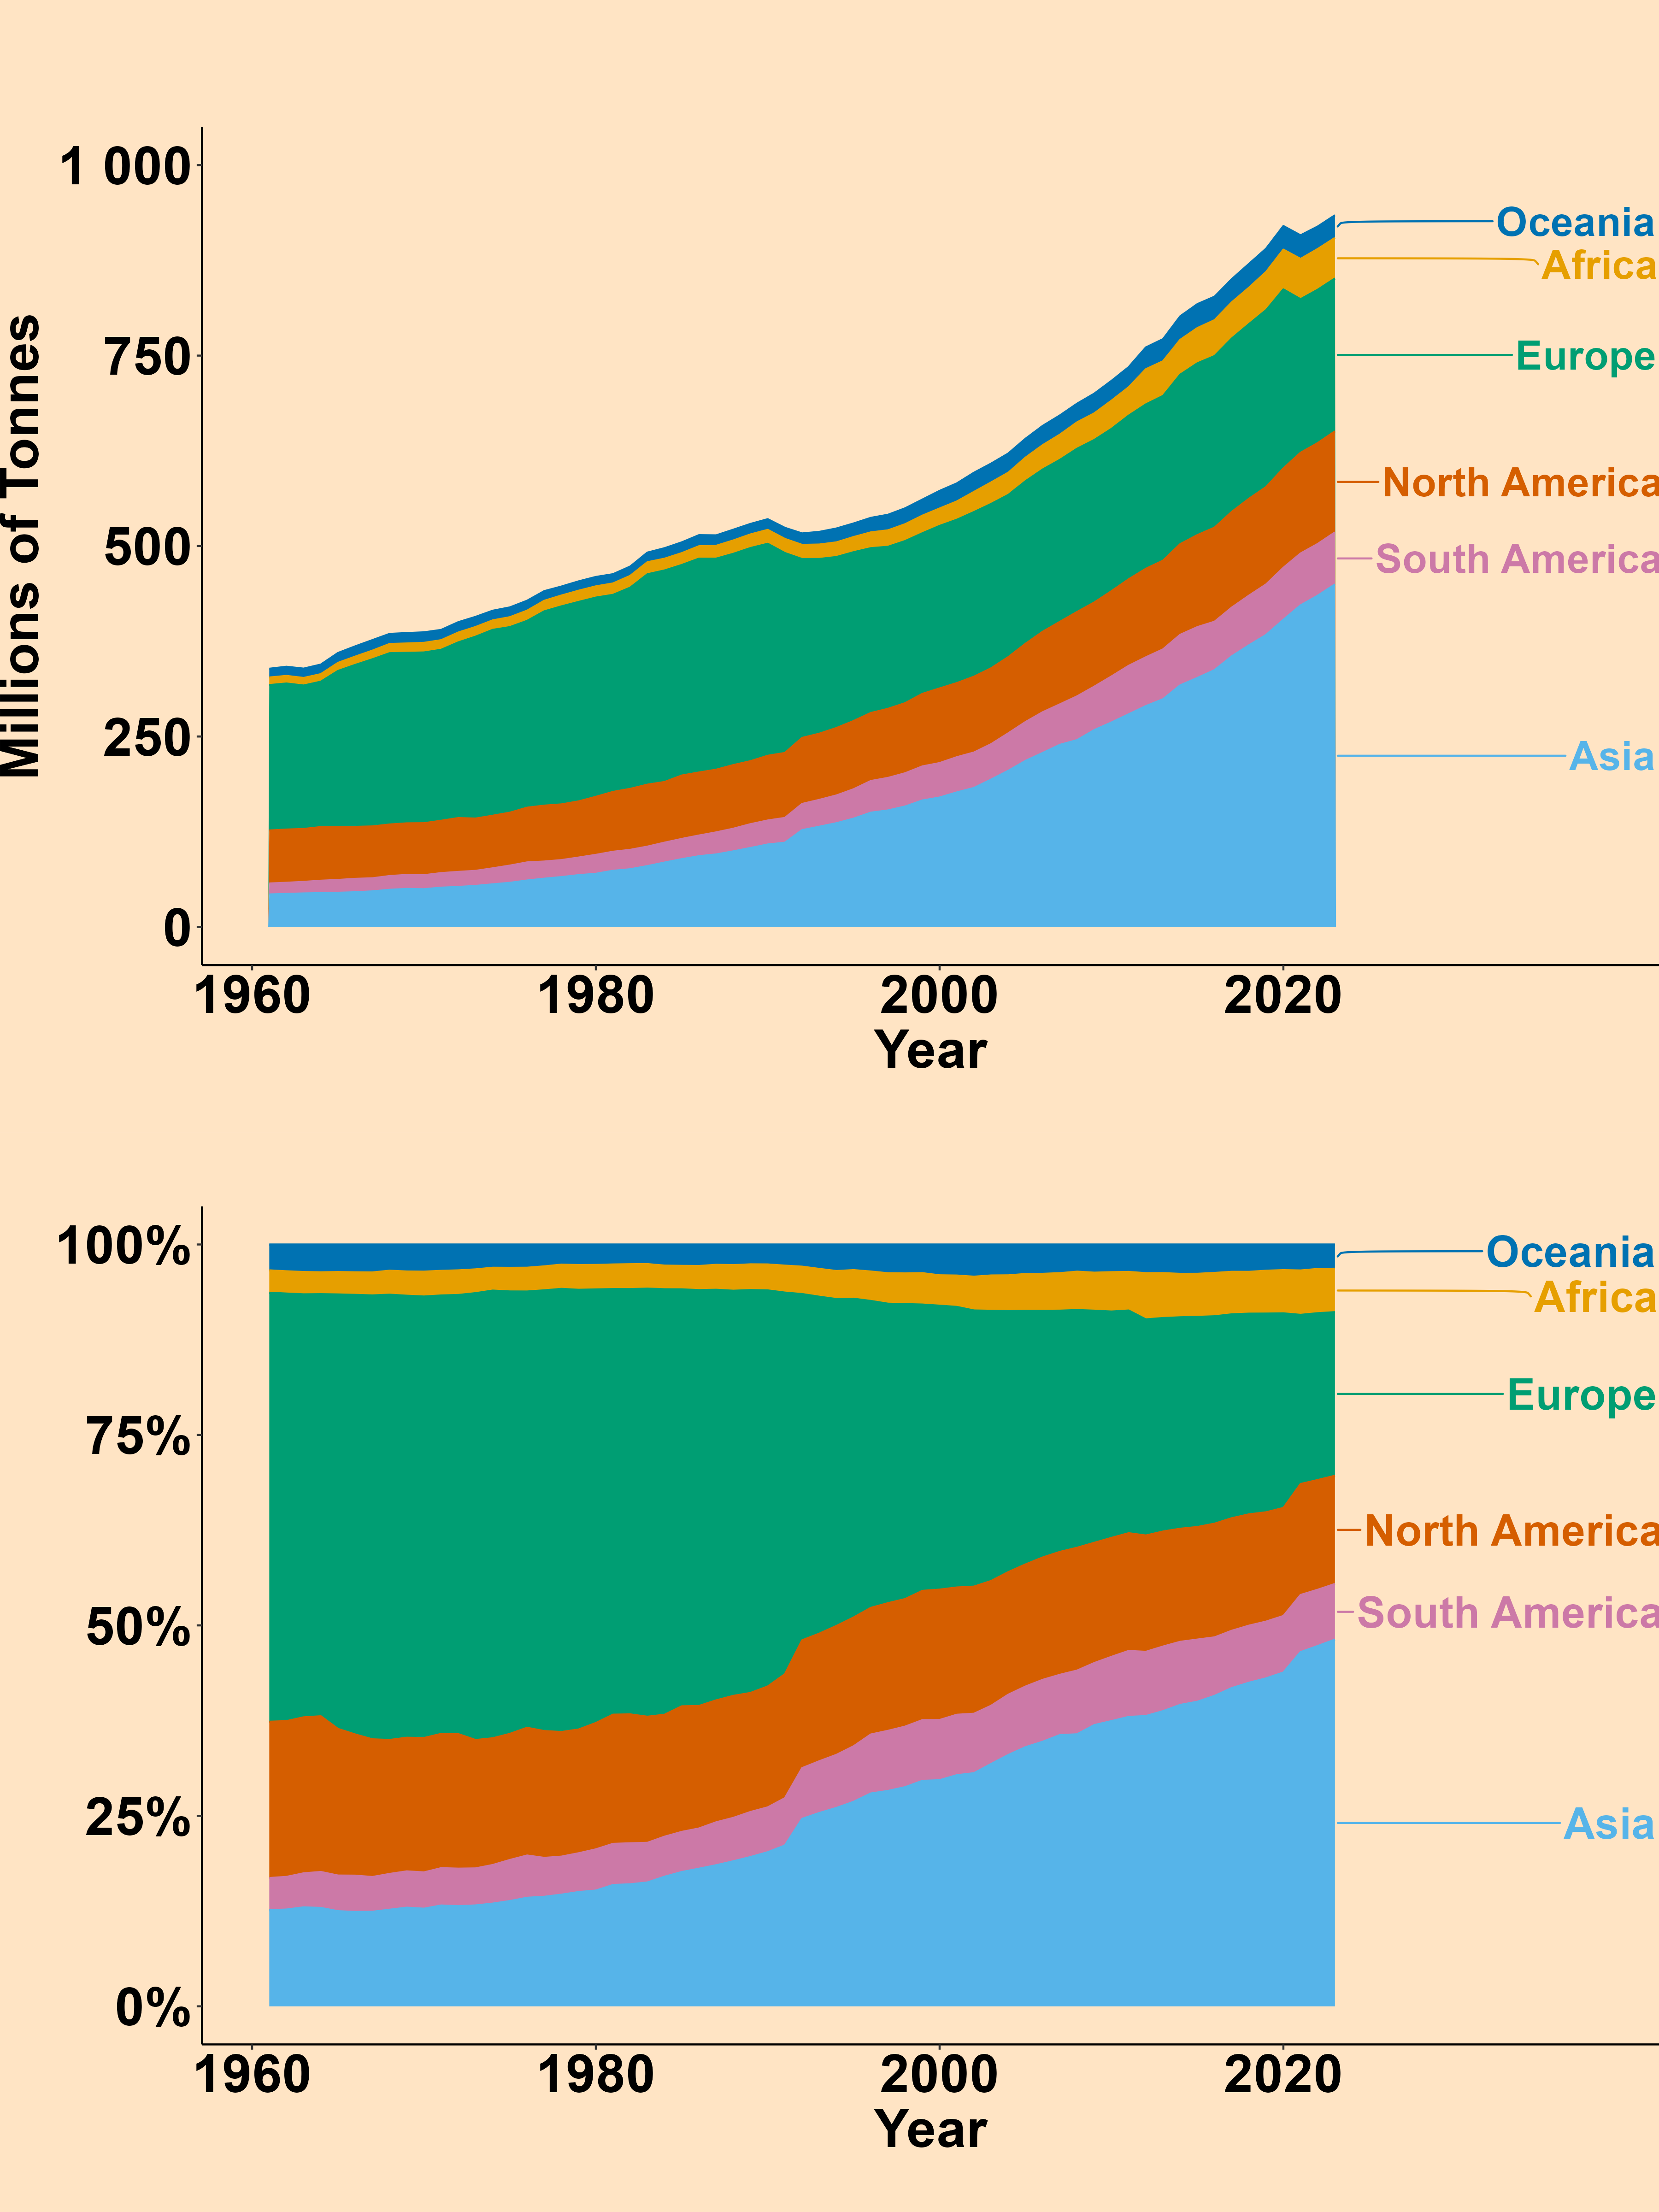 Millions of Tonnes
1 000
750
500
250
0
1960 1980 2000 2020
Year
Oceania
Africa
Europe
North America
South America
Asia
100%
75%
50%
25%
0%
1960 1980 2000 2020
Year
Oceania
Africa
Europe
North America
South America
Asia